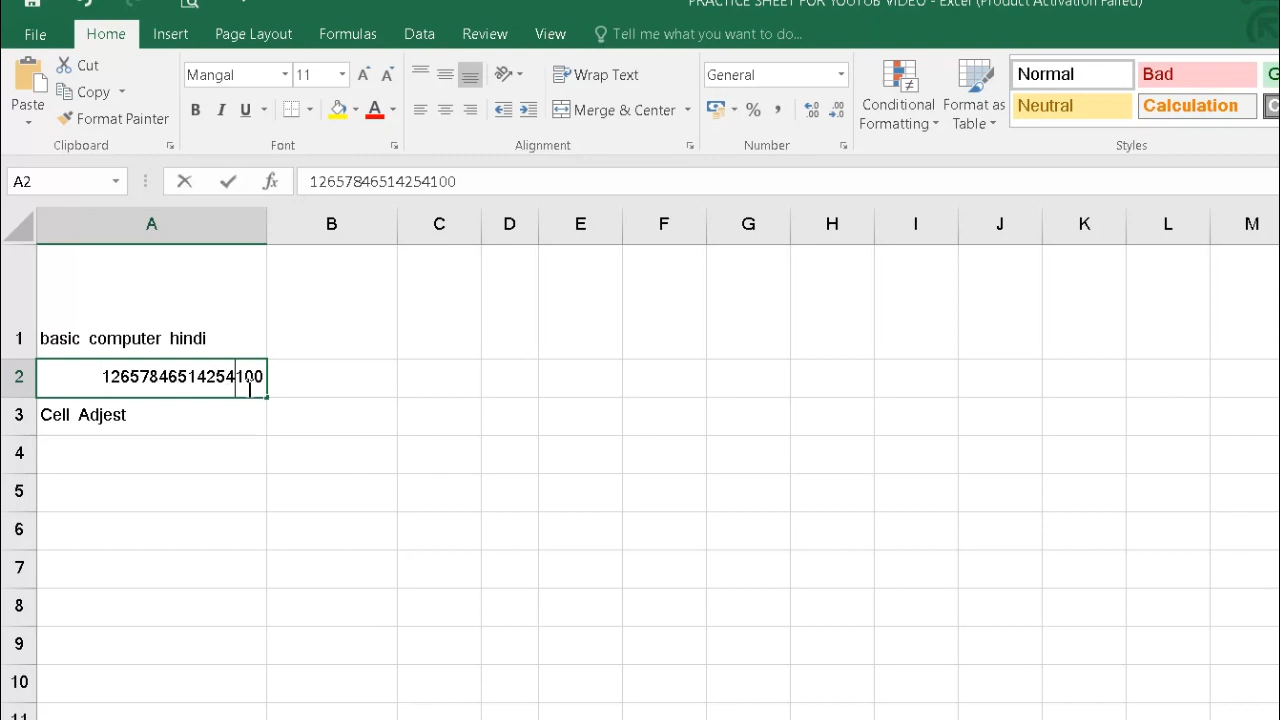 PRACTICE SHEET FOR YOUTUB VIDEO - Excel (Product Activation Failed)
File Home Insert Page Layout Formulas Data Review View Tell me what you want to do...
Paste
Cut
Copy
Format Painter
Clipboard
Mangal 11
B I U
Font
Wrap Text
Merge & Center
Alignment
General
%
Number
Conditional Formatting
Format as Table
Normal Bad
Neutral Calculation
Styles
A2 fx 12657846514254100
A B C D E F G H I J K L M
1 basic computer hindi
2 12657846514254100
3 Cell Adjest
4
5
6
7
8
9
10
11